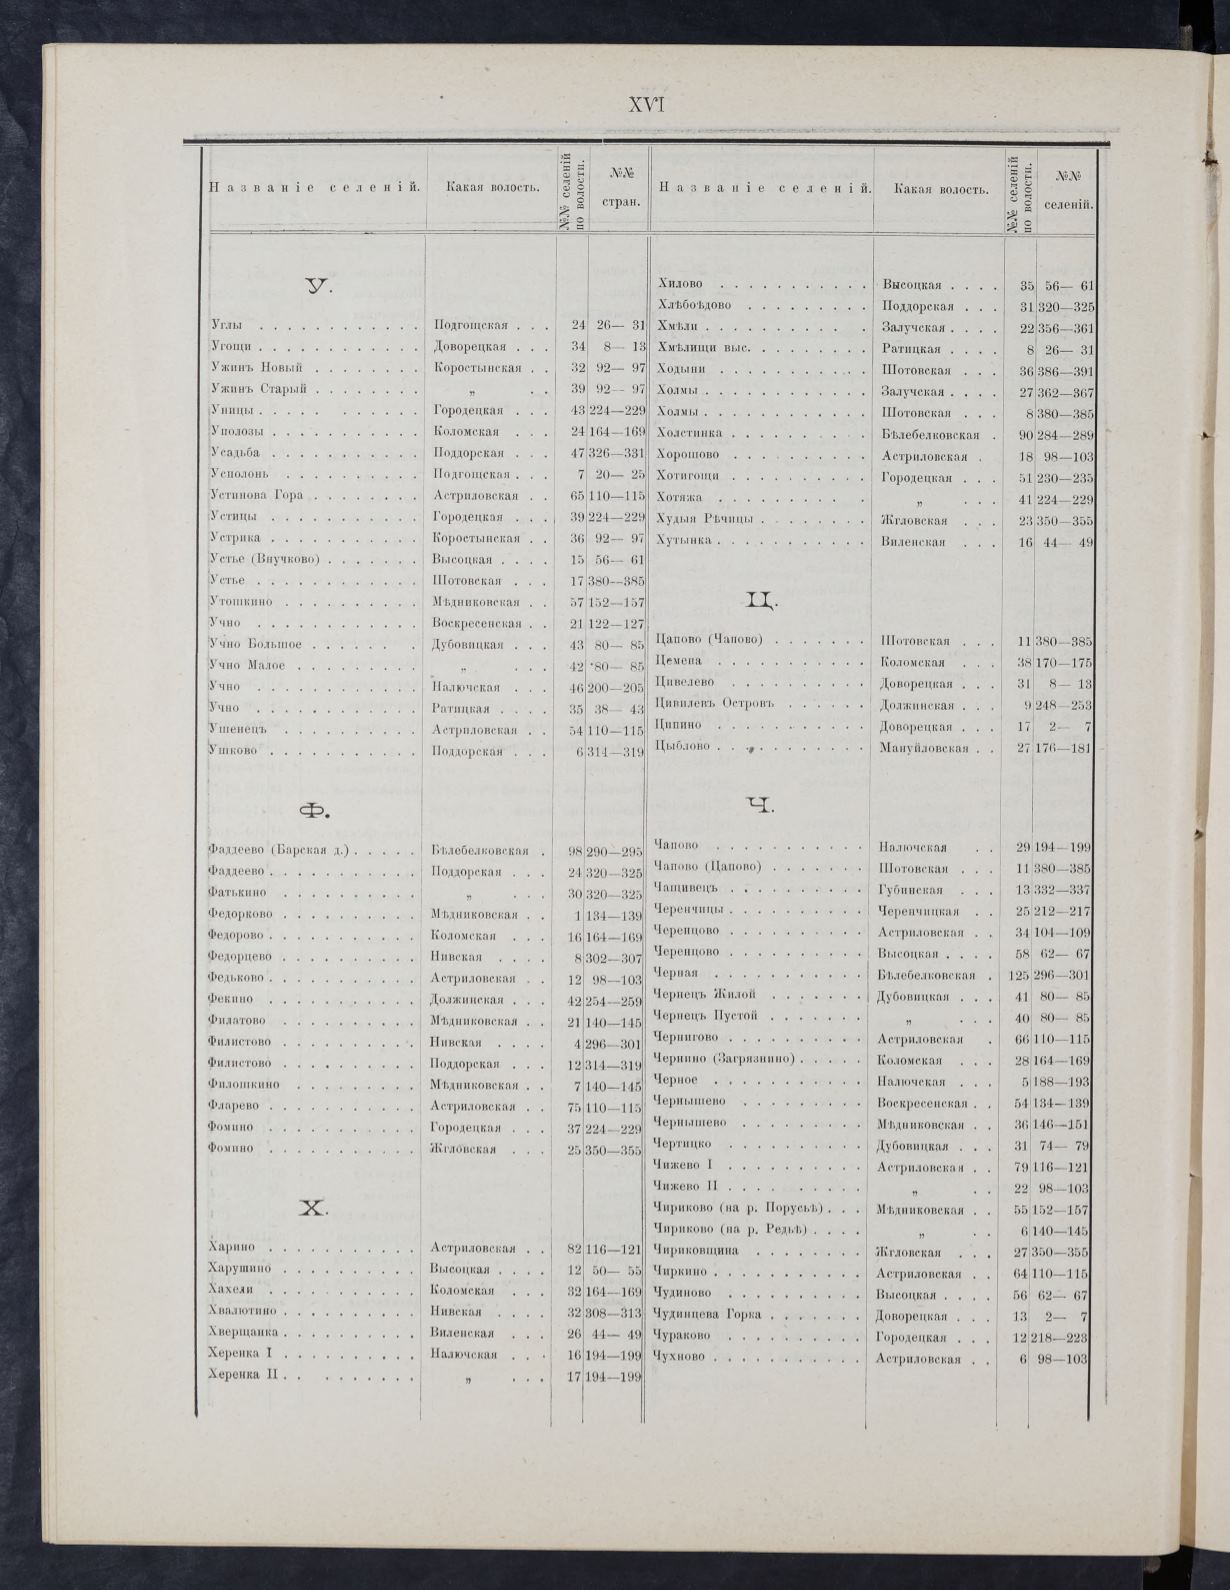 XVI
Названіе селеній. Какая волость. №№ селеній по волости. №№ стран.
У.
Углы Подгощская 24 26— 31
Угощи Доворецкая 34 8— 13
Ужинъ Новый Коростынская 32 92— 97
Ужинъ Старый „ 39 92— 97
Уницы Городецкая 43 224—229
Уполозы Коломская 24 164—169
Усадьба Поддорская 47 326—331
Усполонь Подгощская 7 20— 25
Устинова Гора Астриловская 65 110—115
Устицы Городецкая 39 224—229
Устрика Коростынская 36 92— 97
Устье (Внучково) Высоцкая 15 56— 61
Устье Шотовская 17 380—385
Утошкино Мѣдниковская 57 152—157
Учно Воскресенская 21 122—127
Учно Большое Дубовицкая 43 80— 85
Учно Малое „ 42 80— 85
Учно Налючская 46 200—205
Учно Ратицкая 35 38— 43
Ушенецъ Астриловская 54 110—115
Ушково Поддорская 6 314—319
Ф.
Фаддеево (Барская д.) Бѣлебелковская 98 290—295
Фаддеево Поддорская 24 320—325
Фатькино „ 30 320—325
Федорково Мѣдниковская 1 134—139
Федорово Коломская 16 164—169
Федорцево Нивская 8 302—307
Федьково Астриловская 12 98—103
Фекино Должинская 42 254—259
Филатово Мѣдниковская 21 140—145
Филистово Нивская 4 296—301
Филистово Поддорская 12 314—319
Филошкино Мѣдниковская 7 140—145
Фларево Астриловская 75 110—115
Фомино Городецкая 37 224—229
Фомино Жгловская 25 350—355
Х.
Харино Астриловская 82 116—121
Харушино Высоцкая 12 50— 55
Хахели Коломская 32 164—169
Хвалютино Нивская 32 308—313
Хверщанка Виленская 26 44— 49
Херенка I Налючская 16 194—199
Херенка II „ 17 194—199
Названіе селеній. Какая волость. №№ селеній по волости. №№ селеній.
Хилово Высоцкая 35 56— 61
Хлѣбоѣдово Поддорская 31 320—325
Хмѣли Залучская 22 356—361
Хмѣлищи выс. Ратицкая 8 26— 31
Ходыни Шотовская 36 386—391
Холмы Залучская 27 362—367
Холмы Шотовская 8 380—385
Холстинка Бѣлебелковская 90 284—289
Хорошово Астриловская 18 98—103
Хотигощи Городецкая 51 230—235
Хотяжа „ 41 224—229
Худыя Рѣчицы Жгловская 23 350—355
Хутынка Виленская 16 44— 49
Ц.
Цапово (Чапово) Шотовская 11 380—385
Цемена Коломская 38 170—175
Цивелево Доворецкая 31 8— 13
Цивилевъ Островъ Должинская 9 248—253
Ципино Доворецкая 17 2— 7
Цыблово Мануйловская 27 176—181
Ч.
Чапово Налючская 29 194—199
Чапово (Цапово) Шотовская 11 380—385
Чащивецъ Губинская 13 332—337
Черенчицы Черенчицкая 25 212—217
Черенцово Астриловская 34 104—109
Черенцово Высоцкая 58 62— 67
Черная Бѣлебелковская 125 296—301
Чернецъ Жилой Дубовицкая 41 80— 85
Чернецъ Пустой „ 40 80— 85
Чернигово Астриловская 66 110—115
Чернино (Загрязнино) Коломская 28 164—169
Черное Налючская 5 188—193
Чернышево Воскресенская 54 134—139
Чернышево Мѣдниковская 36 146—151
Чертицко Дубовицкая 31 74— 79
Чижево I Астриловская 79 116—121
Чижево II „ 22 98—103
Чириково (на р. Порусьѣ) Мѣдниковская 55 152—157
Чириково (на р. Редьѣ) „ 6 140—145
Чириковщина Жгловская 27 350—355
Чиркино Астриловская 64 110—115
Чудиново Высоцкая 56 62— 67
Чудинцева Горка Доворецкая 13 2— 7
Чураково Городецкая 12 218—223
Чухново Астриловская 6 98—103